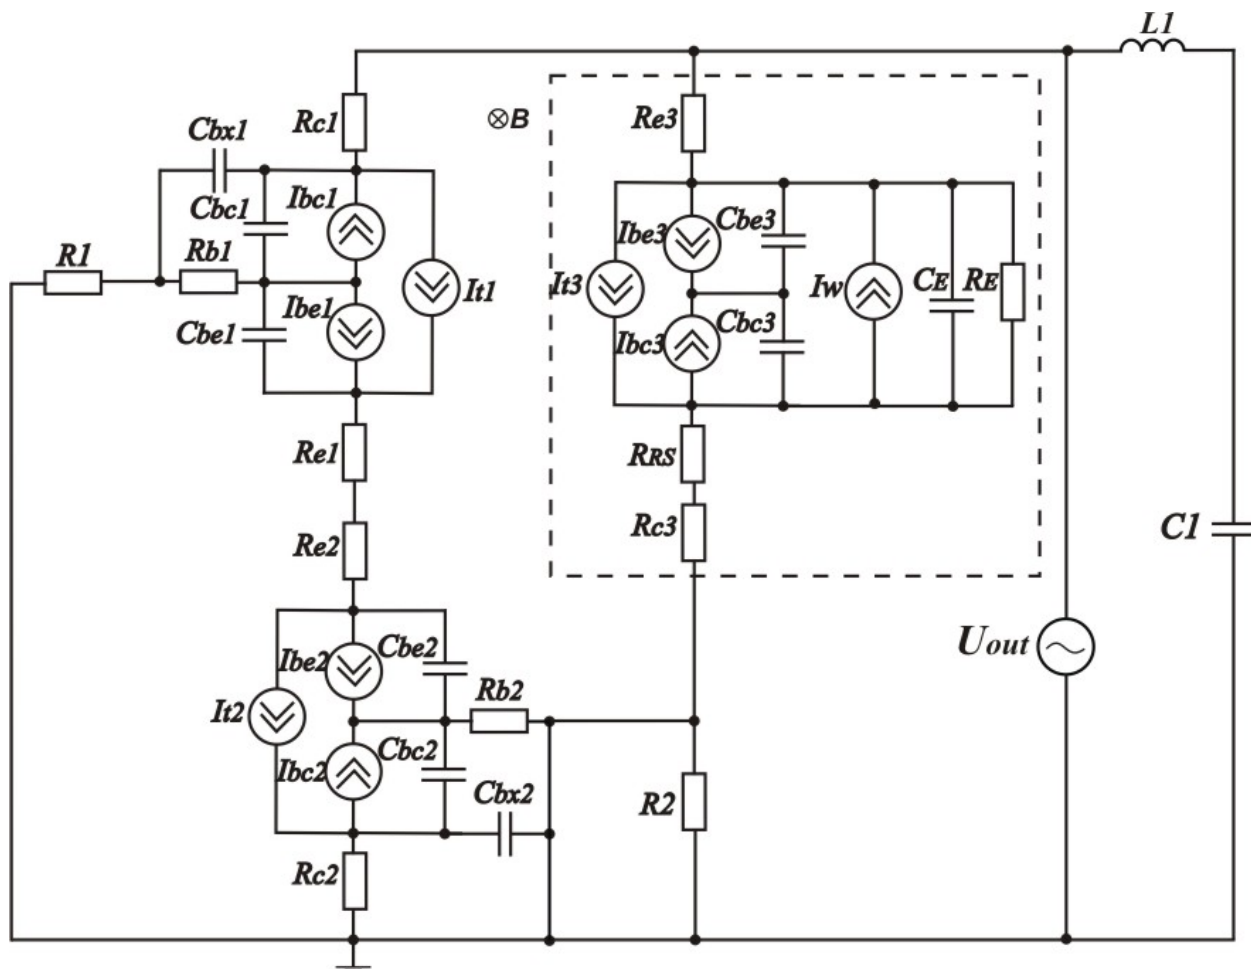 L1
Rc1
⊗B
Re3
Cbx1
Ibc1
Cbc1
Cbe3
Ibe3
R1
Rb1
It1
It3
Iw
CE
RE
Ibe1
Cbe1
Ibc3
Cbc3
Re1
RRS
Rc3
C1
Re2
Cbe2
Ibe2
Uout
Rb2
It2
Cbc2
Ibc2
Cbx2
R2
Rc2